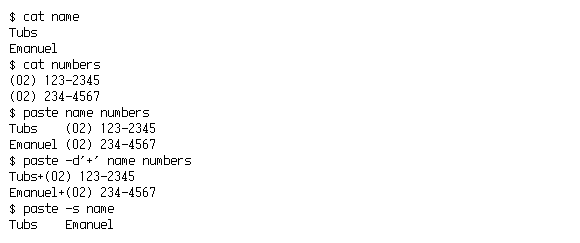 $ cat name
Tubs
Emanuel
$ cat numbers
(02) 123-2345
(02) 234-4567
$ paste name numbers
Tubs    (02) 123-2345
Emanuel (02) 234-4567
$ paste -d'+' name numbers
Tubs+(02) 123-2345
Emanuel+(02) 234-4567
$ paste -s name
Tubs    Emanuel